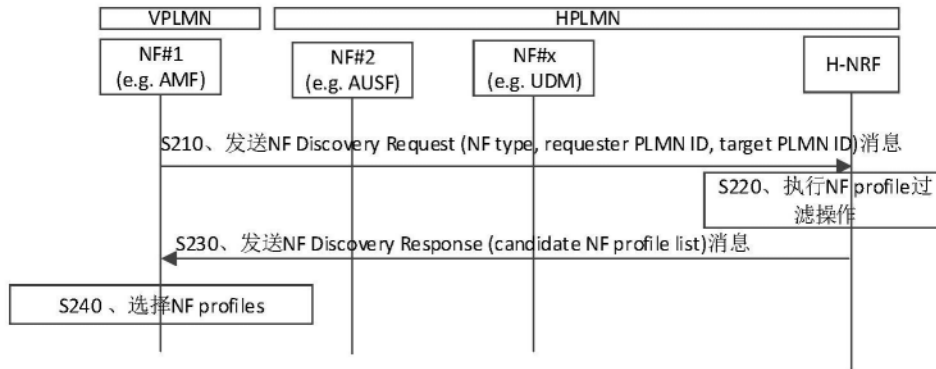 VPLMN
HPLMN
NF#1
(e.g. AMF)
NF#2
(e.g. AUSF)
NF#x
(e.g. UDM)
H-NRF
S210、发送NF Discovery Request (NF type, requester PLMN ID, target PLMN ID)消息
S220、执行NF profile过
滤操作
S230、发送NF Discovery Response (candidate NF profile list)消息
S240 、选择NF profiles